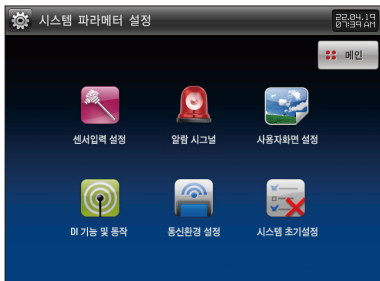 시스템 파라메터 설정
22.04.19
07:39 AM
메인
센서입력 설정
알람 시그널
사용자화면 설정
DI 기능 및 동작
통신환경 설정
시스템 초기설정